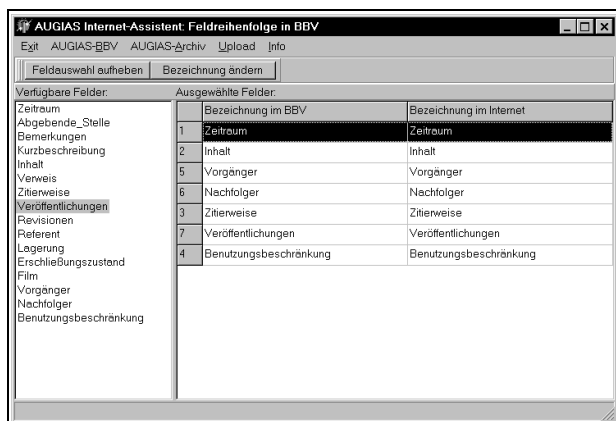 AUGIAS Internet-Assistent: Feldreihenfolge in BBV
Exit AUGIAS-BBV AUGIAS-Archiv Upload Info
Feldauswahl aufheben Bezeichnung ändern
Verfügbare Felder: Ausgewählte Felder:
Zeitraum
Abgebende_Stelle
Bemerkungen
Kurzbeschreibung
Inhalt
Verweis
Zitierweise
Veröffentlichungen
Revisionen
Referent
Lagerung
Erschließungszustand
Film
Vorgänger
Nachfolger
Benutzungsbeschränkung
Bezeichnung im BBV Bezeichnung im Internet
1 Zeitraum Zeitraum
2 Inhalt Inhalt
5 Vorgänger Vorgänger
6 Nachfolger Nachfolger
3 Zitierweise Zitierweise
7 Veröffentlichungen Veröffentlichungen
4 Benutzungsbeschränkung Benutzungsbeschränkung